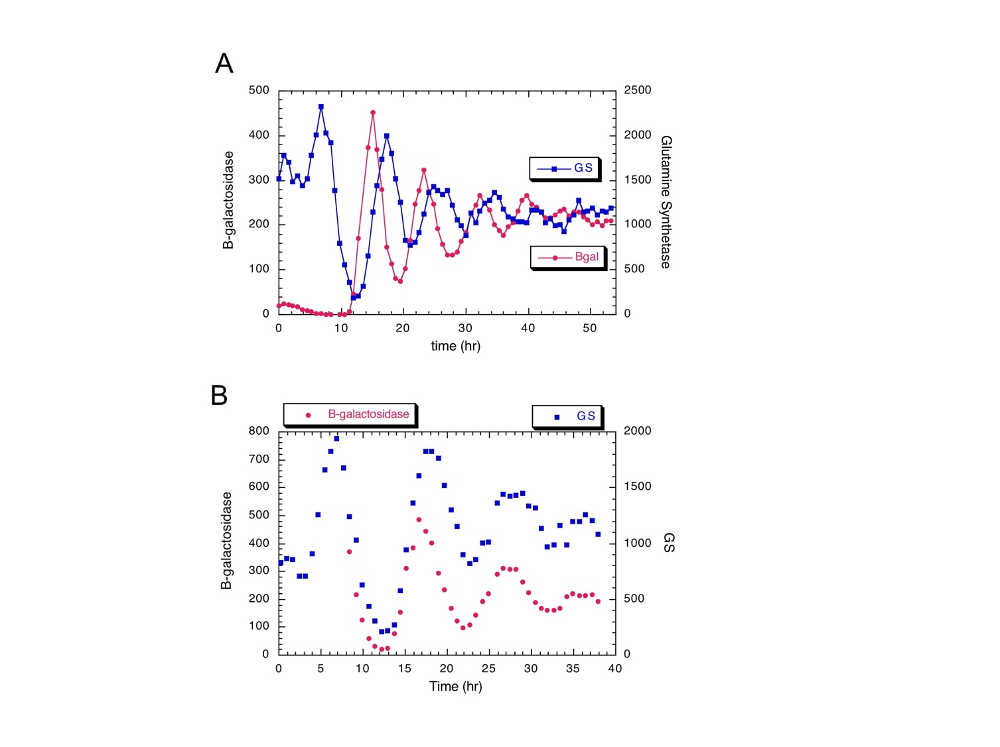 A
500
400
300
200
100
0
B-galactosidase
2500
2000
1500
1000
500
0
Glutamine Synthetase
GS
Bgal
0 10 20 30 40 50
time (hr)
B
B-galactosidase
GS
800
700
600
500
400
300
200
100
0
B-galactosidase
2000
1500
1000
500
0
GS
0 5 10 15 20 25 30 35 40
Time (hr)